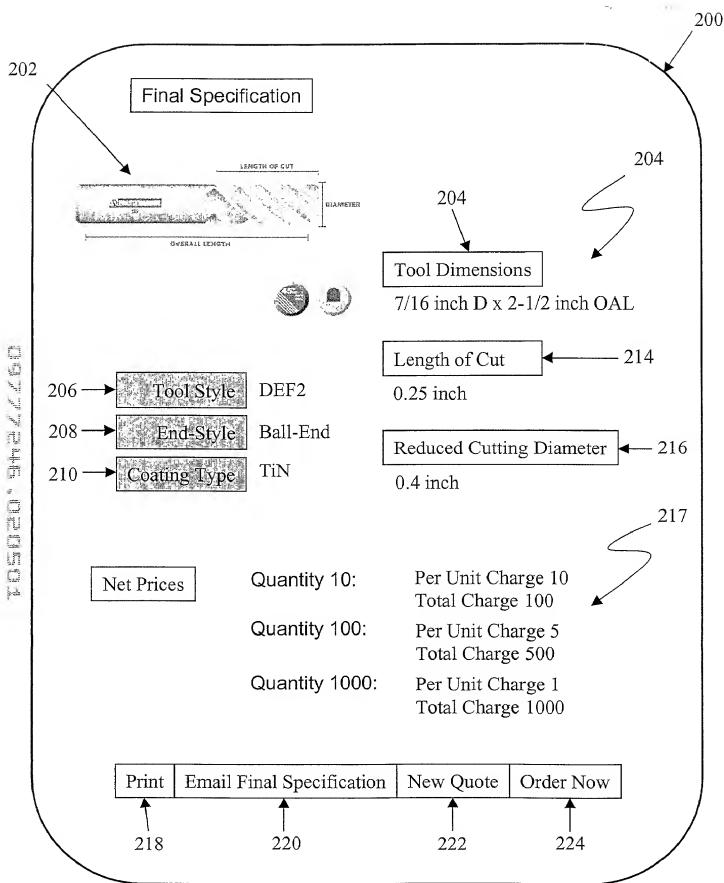 200
202
Final Specification
LENGTH OF CUT
DIAMETER
OVERALL LENGTH
204
204
Tool Dimensions
7/16 inch D x 2-1/2 inch OAL
Length of Cut
214
0.25 inch
206
Tool Style
DEF2
208
End-Style
Ball-End
210
Coating Type
TiN
Reduced Cutting Diameter
216
0.4 inch
217
Net Prices
Quantity 10:
Per Unit Charge 10
Total Charge 100
Quantity 100:
Per Unit Charge 5
Total Charge 500
Quantity 1000:
Per Unit Charge 1
Total Charge 1000
Print
Email Final Specification
New Quote
Order Now
218
220
222
224